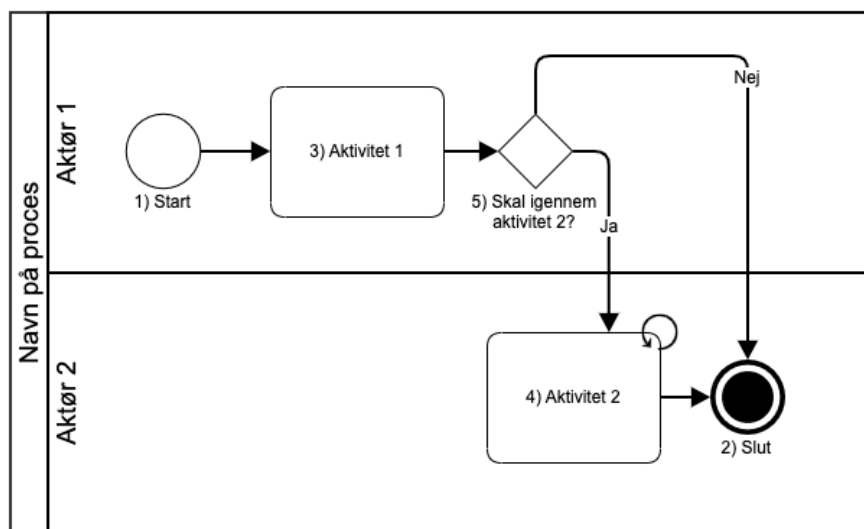 Navn på proces
Aktør 1
1) Start
3) Aktivitet 1
5) Skal igennem
aktivitet 2?
Nej
Ja
Aktør 2
4) Aktivitet 2
2) Slut